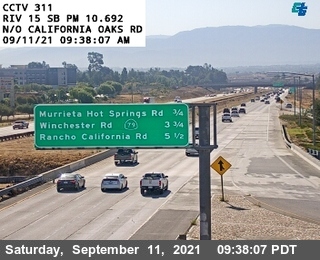 CCTV 311
RIV 15 SB PM 10.692
N/O CALIFORNIA OAKS RD
09/11/21 09:38:07 AM
Murrieta Hot Springs Rd 3/4
Winchester Rd 79 3 3/4
Rancho California Rd 5 1/2
Saturday, September 11, 2021 09:38:07 PDT